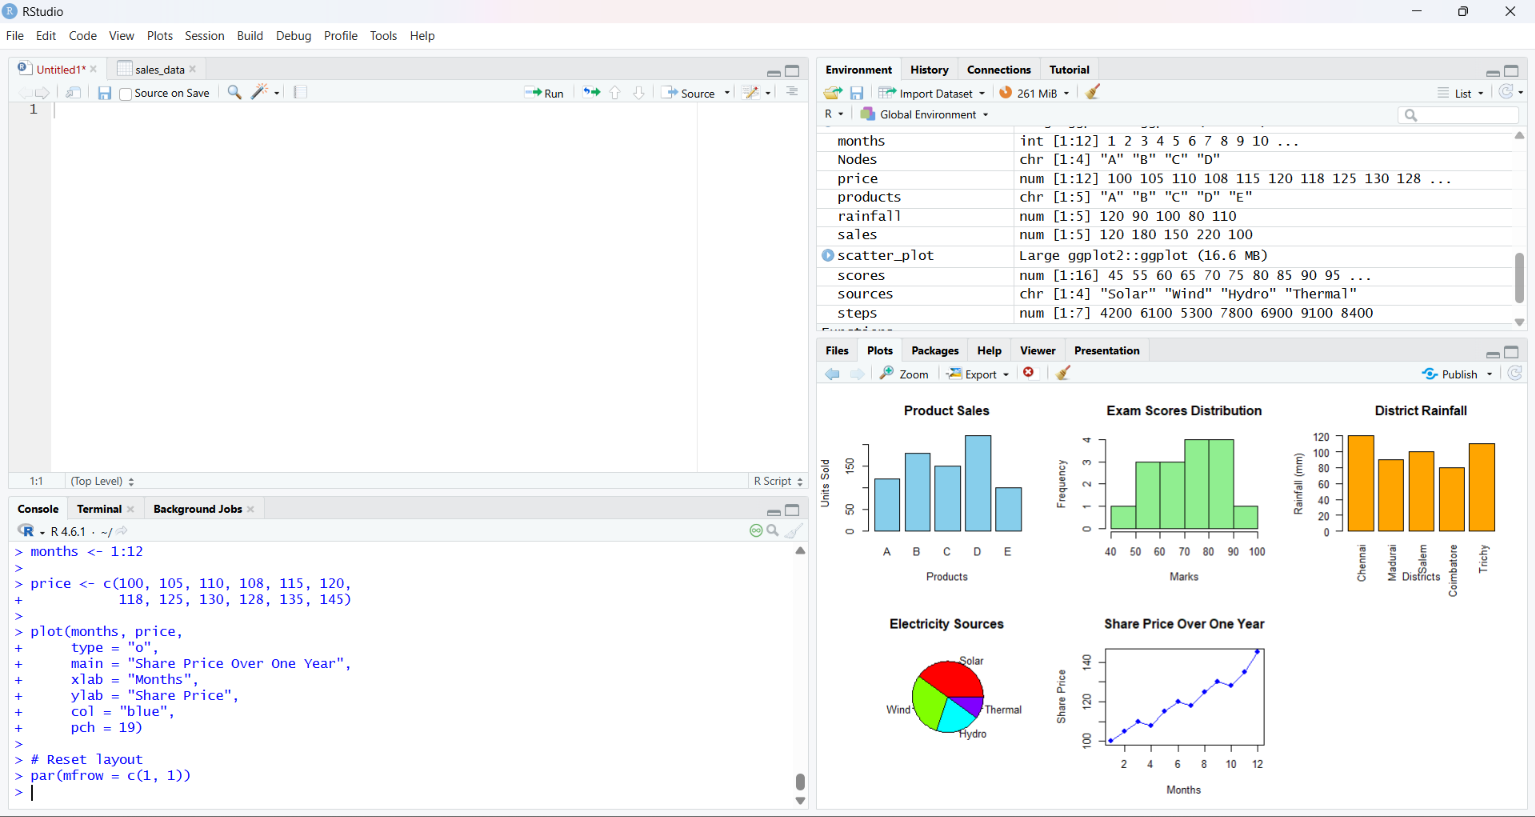 RStudio
File Edit Code View Plots Session Build Debug Profile Tools Help
Untitled1* sales_data
Source on Save Run Source
1
1:1 (Top Level) R Script
Console Terminal Background Jobs
R 4.6.1 · ~/
> months <- 1:12
>
> price <- c(100, 105, 110, 108, 115, 120,
+ 118, 125, 130, 128, 135, 145)
>
> plot(months, price,
+ type = "o",
+ main = "Share Price Over One Year",
+ xlab = "Months",
+ ylab = "Share Price",
+ col = "blue",
+ pch = 19)
>
> # Reset layout
> par(mfrow = c(1, 1))
>
Environment History Connections Tutorial
Import Dataset 261 MiB List
R Global Environment
months int [1:12] 1 2 3 4 5 6 7 8 9 10 ...
Nodes chr [1:4] "A" "B" "C" "D"
price num [1:12] 100 105 110 108 115 120 118 125 130 128 ...
products chr [1:5] "A" "B" "C" "D" "E"
rainfall num [1:5] 120 90 100 80 110
sales num [1:5] 120 180 150 220 100
scatter_plot Large ggplot2::ggplot (16.6 MB)
scores num [1:16] 45 55 60 65 70 75 80 85 90 95 ...
sources chr [1:4] "Solar" "Wind" "Hydro" "Thermal"
steps num [1:7] 4200 6100 5300 7800 6900 9100 8400
Files Plots Packages Help Viewer Presentation
Zoom Export Publish
Product Sales
Units Sold
150
50
0
A B C D E
Products
Exam Scores Distribution
Frequency
4
3
2
1
0
40 50 60 70 80 90 100
Marks
District Rainfall
Rainfall (mm)
120
100
80
60
40
20
0
Chennai Madurai Salem Coimbatore Trichy
Districts
Electricity Sources
Solar
Wind
Thermal
Hydro
Share Price Over One Year
Share Price
140
120
100
2 4 6 8 10 12
Months